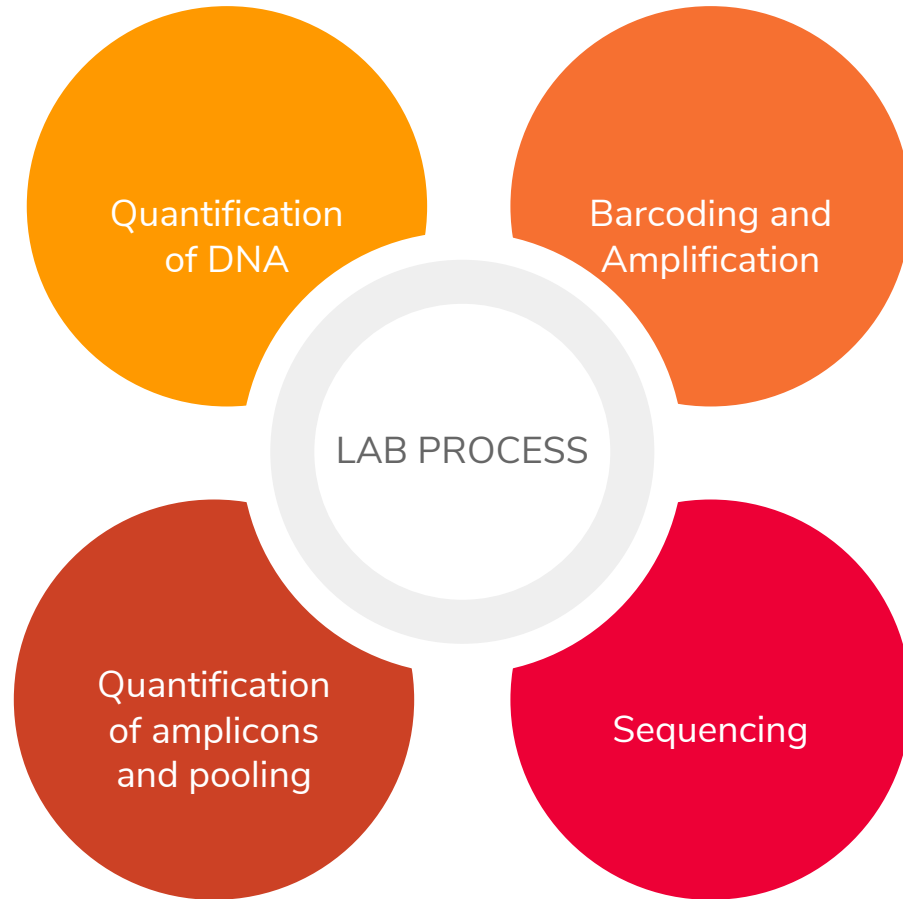 Quantification
of DNA
Barcoding and
Amplification
LAB PROCESS
Quantification
of amplicons
and pooling
Sequencing